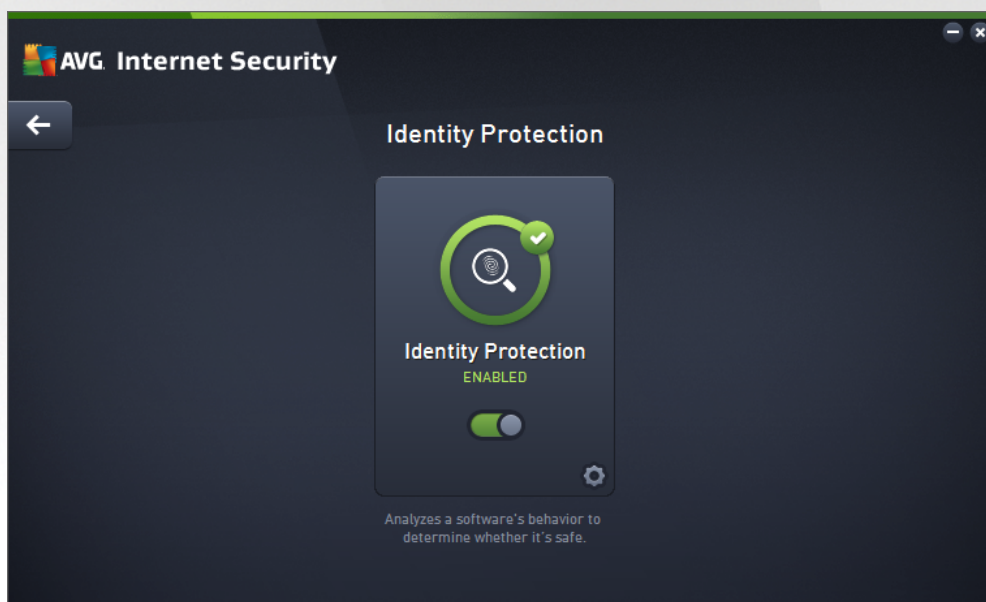 AVG. Internet Security
Identity Protection
Identity Protection
ENABLED
Analyzes a software's behavior to
determine whether it's safe.